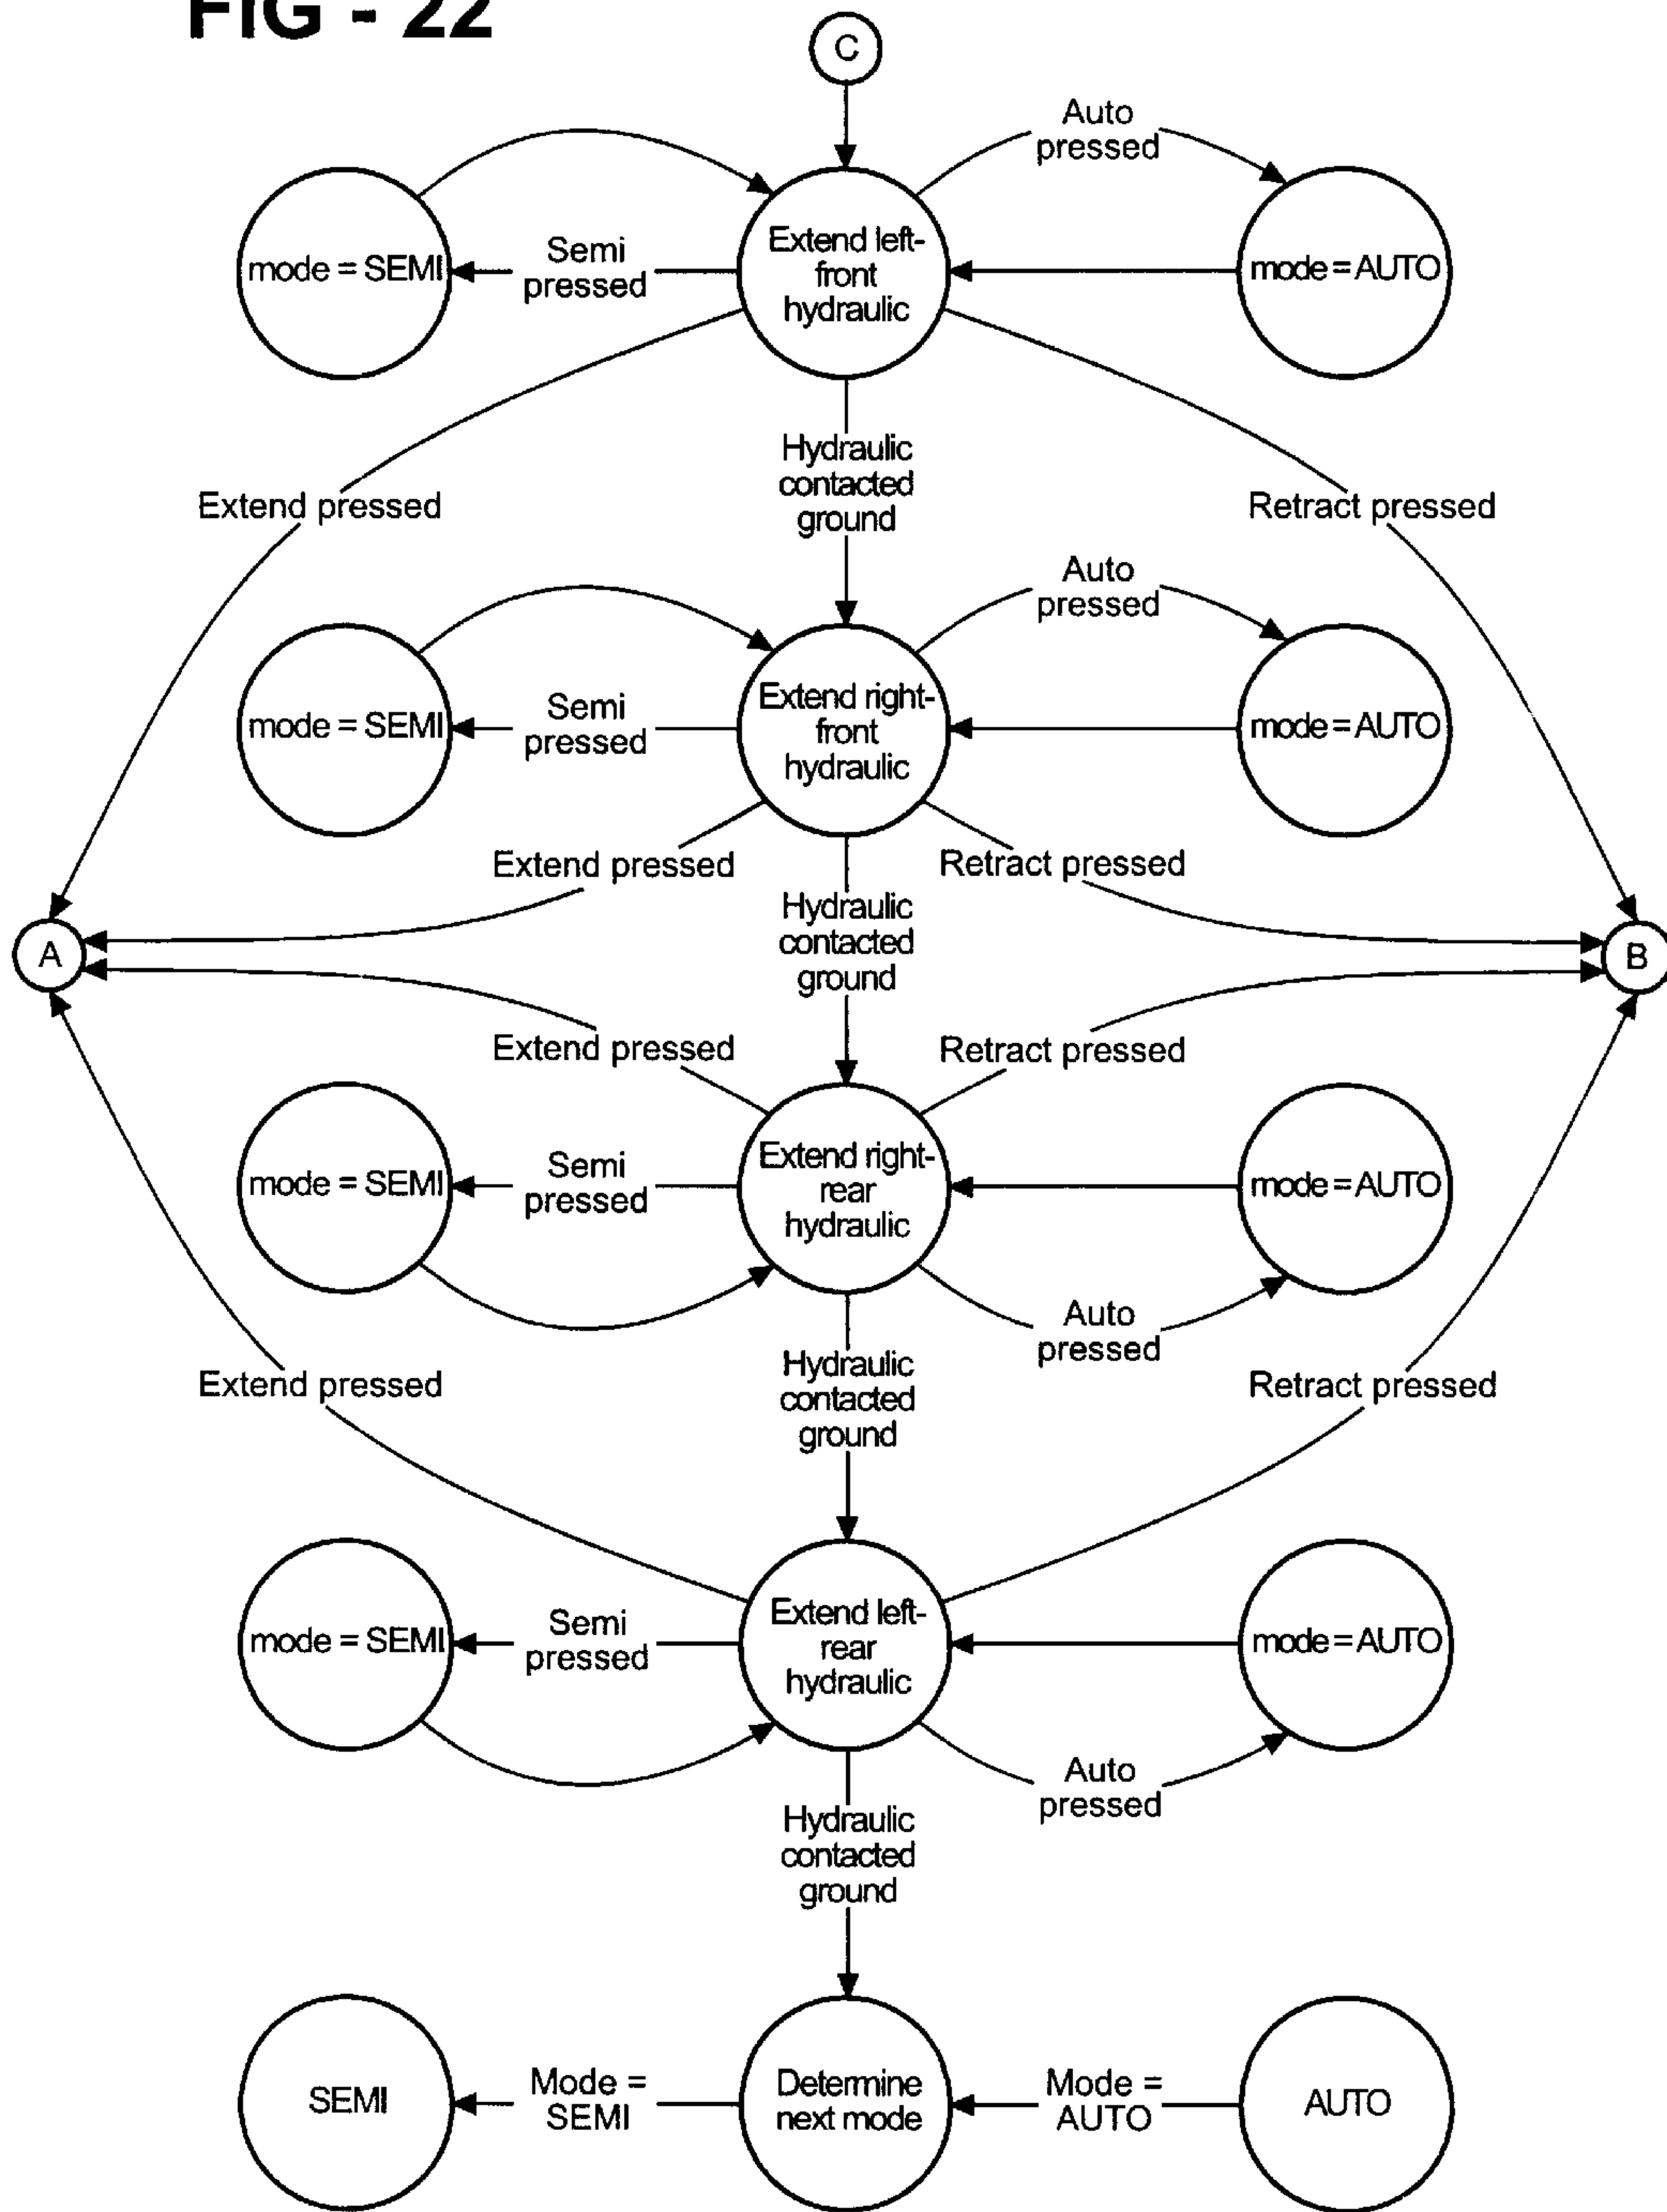 FIG - 22
C
Auto
pressed
mode = SEMI
Semi
pressed
Extend left-
front
hydraulic
mode = AUTO
Hydraulic
contacted
ground
Extend pressed
Retract pressed
Auto
pressed
mode = SEMI
Semi
pressed
Extend right-
front
hydraulic
mode = AUTO
Extend pressed
Retract pressed
Hydraulic
contacted
ground
A
B
Extend pressed
Retract pressed
mode = SEMI
Semi
pressed
Extend right-
rear
hydraulic
mode = AUTO
Auto
pressed
Hydraulic
contacted
ground
Extend pressed
Retract pressed
mode = SEMI
Semi
pressed
Extend left-
rear
hydraulic
mode = AUTO
Auto
pressed
Hydraulic
contacted
ground
SEMI
Mode =
SEMI
Determine
next mode
Mode =
AUTO
AUTO